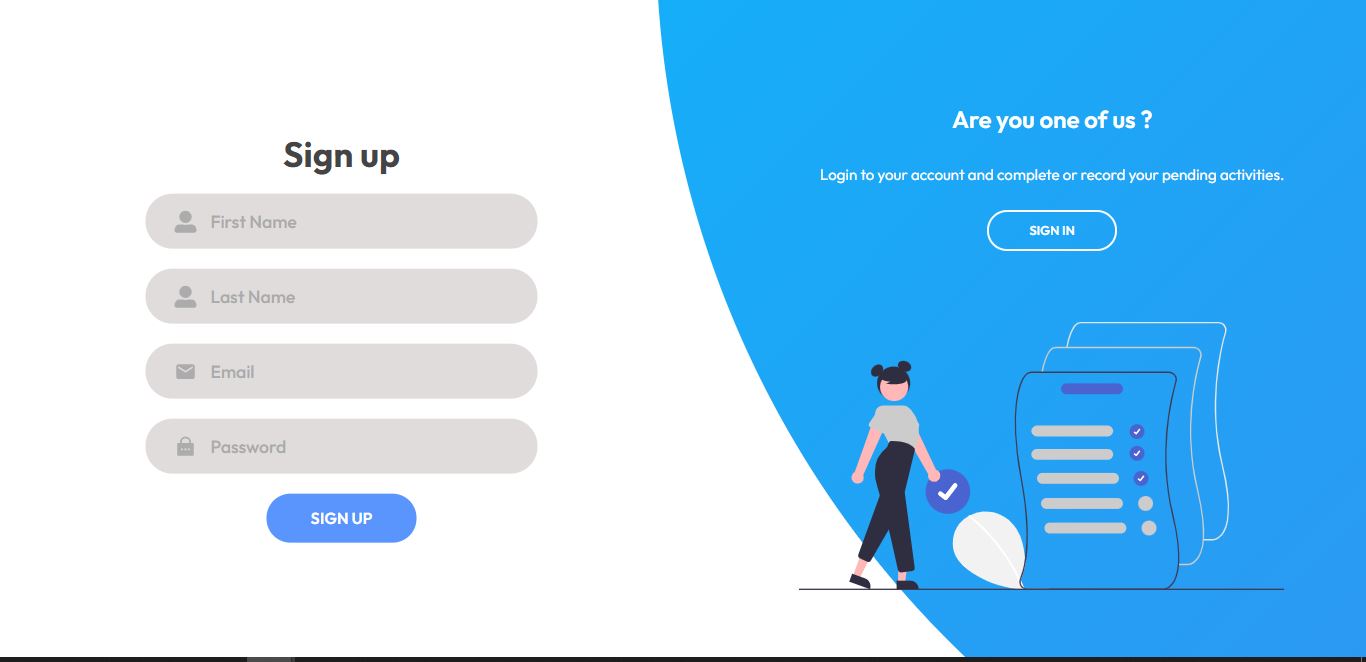 Sign up
First Name
Last Name
Email
Password
SIGN UP
Are you one of us ?
Login to your account and complete or record your pending activities.
SIGN IN